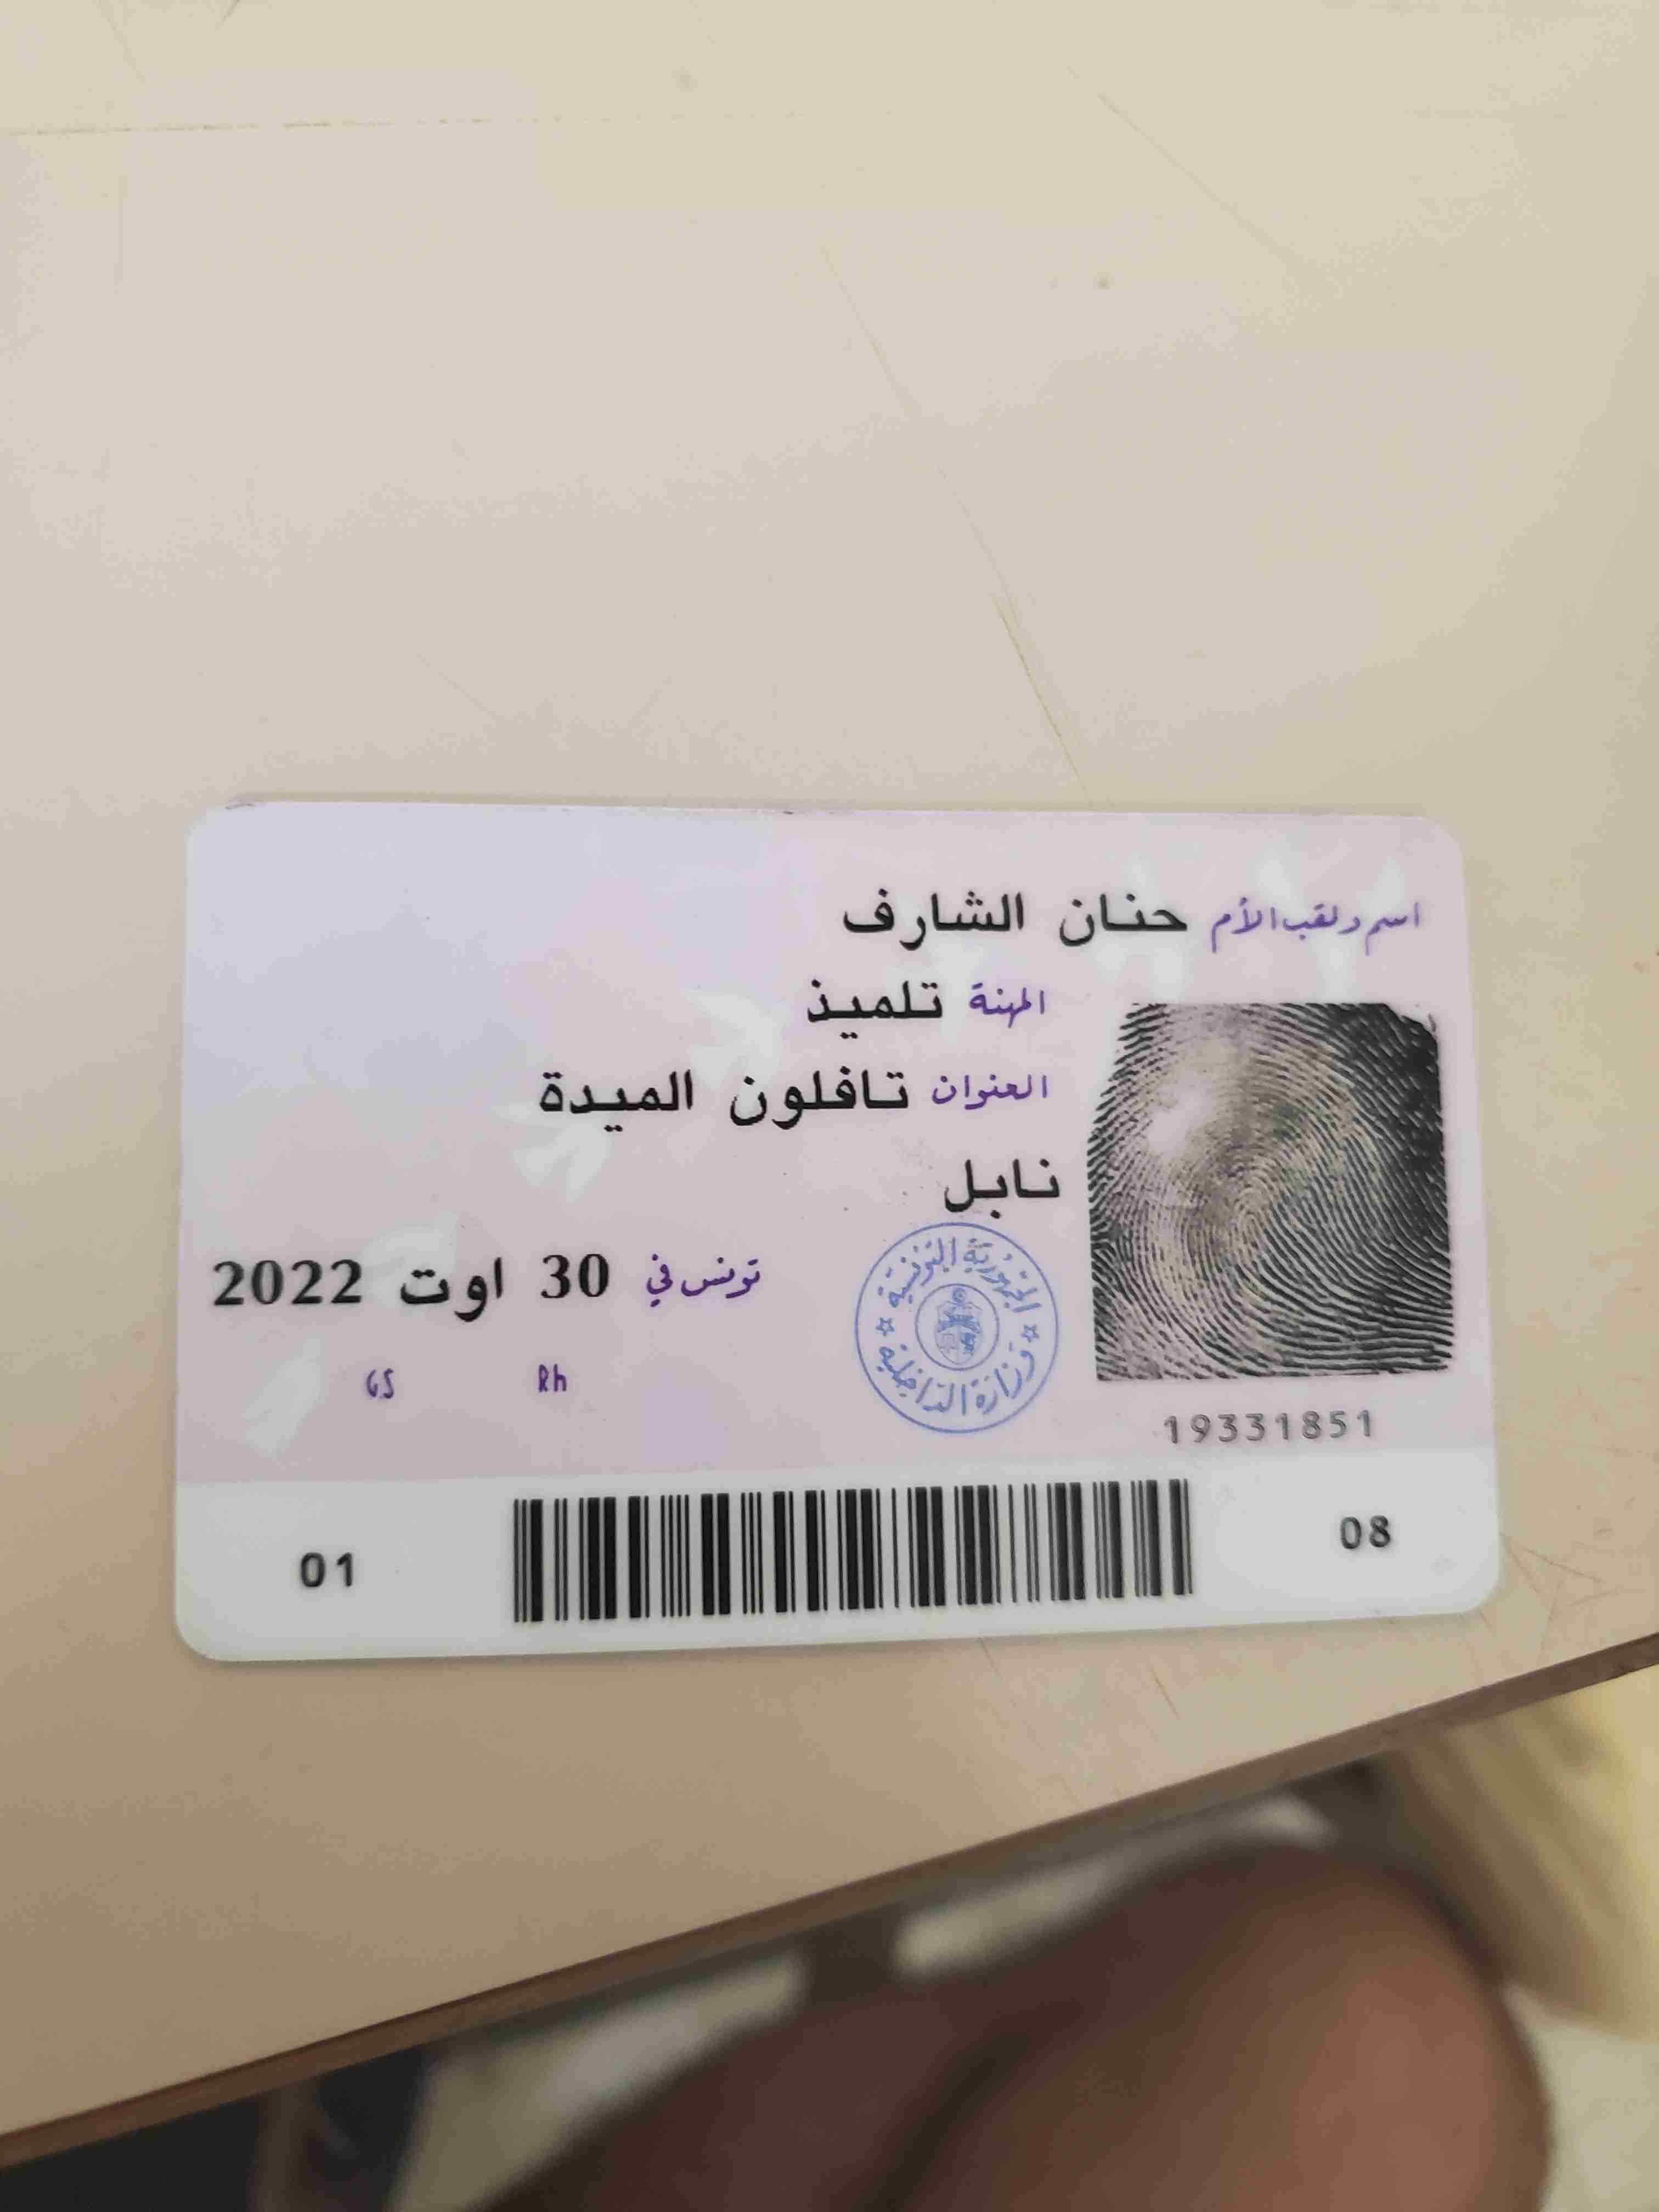 اسم ولقب الأم حنان الشارف
المهنة تلميذ
العنوان تافلون الميدة
نابل
تونس في 30 اوت 2022
الجمهورية التونسية
وزارة الداخلية
GS Rh
19331851
01 08